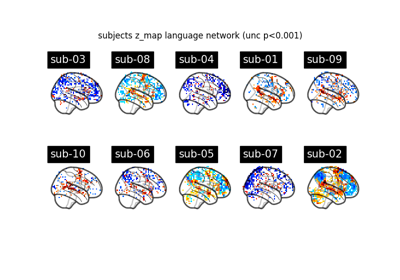 subjects z_map language network (unc p<0.001)
sub-03 sub-08 sub-04 sub-01 sub-09
sub-10 sub-06 sub-05 sub-07 sub-02